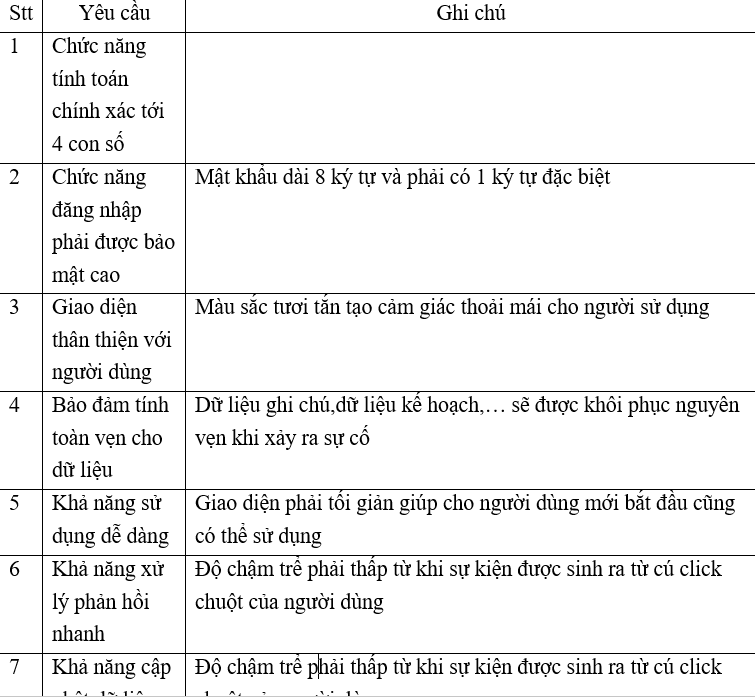 Stt Yêu cầu Ghi chú
1 Chức năng
tính toán
chính xác tới
4 con số
2 Chức năng Mật khẩu dài 8 ký tự và phải có 1 ký tự đặc biệt
đăng nhập
phải được bảo
mật cao
3 Giao diện Màu sắc tươi tắn tạo cảm giác thoải mái cho người sử dụng
thân thiện với
người dùng
4 Bảo đảm tính Dữ liệu ghi chú,dữ liệu kế hoạch,… sẽ được khôi phục nguyên
toàn vẹn cho vẹn khi xảy ra sự cố
dữ liệu
5 Khả năng sử Giao diện phải tối giản giúp cho người dùng mới bắt đầu cũng
dụng dễ dàng có thể sử dụng
6 Khả năng xử Độ chậm trể phải thấp từ khi sự kiện được sinh ra từ cú click
lý phản hồi chuột của người dùng
nhanh
7 Khả năng cập Độ chậm trể phải thấp từ khi sự kiện được sinh ra từ cú click